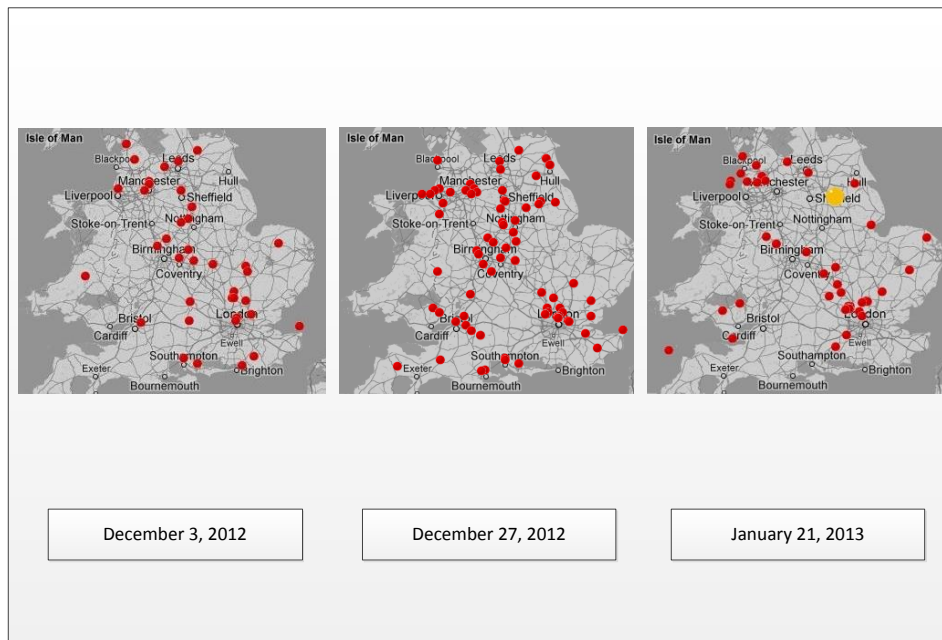 Isle of Man
Blackpool
Leeds
Manchester
Hull
Liverpool
Sheffield
Stoke-on-Trent
Nottingham
Birmingham
Coventry
Bristol
London
Cardiff
Ewell
Southampton
Exeter
Brighton
Bournemouth
Isle of Man
Blackpool
Leeds
Manchester
Hull
Liverpool
Sheffield
Stoke-on-Trent
Nottingham
Birmingham
Coventry
Bristol
London
Cardiff
Ewell
Southampton
Exeter
Brighton
Bournemouth
Isle of Man
Blackpool
Leeds
Manchester
Hull
Liverpool
Sheffield
Stoke-on-Trent
Nottingham
Birmingham
Coventry
Bristol
London
Cardiff
Ewell
Southampton
Exeter
Brighton
Bournemouth
December 3, 2012
December 27, 2012
January 21, 2013